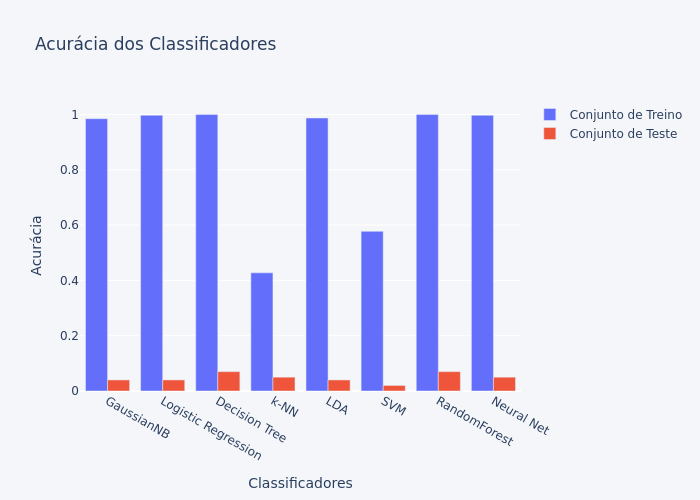 Acurácia dos Classificadores
Conjunto de Treino
Conjunto de Teste
Acurácia
1
0.8
0.6
0.4
0.2
0
GaussianNB
Logistic Regression
Decision Tree
k-NN
LDA
SVM
RandomForest
Neural Net
Classificadores